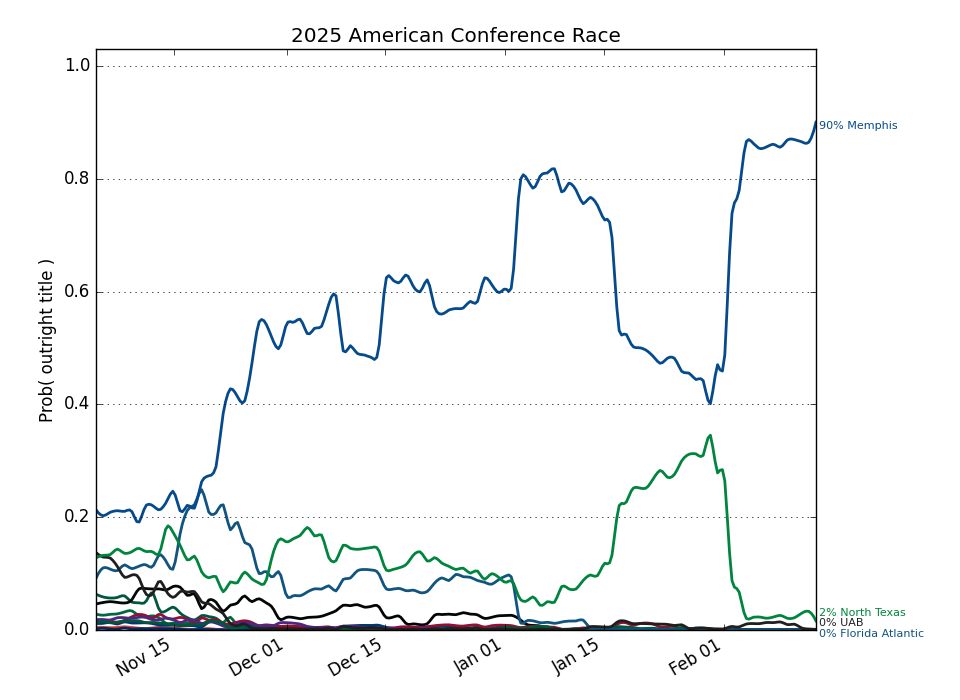 2025 American Conference Race
1.0
0.8
0.6
0.4
0.2
0.0
Prob( outright title )
90% Memphis
2% North Texas
0% UAB
0% Florida Atlantic
Nov 15
Dec 01
Dec 15
Jan 01
Jan 15
Feb 01